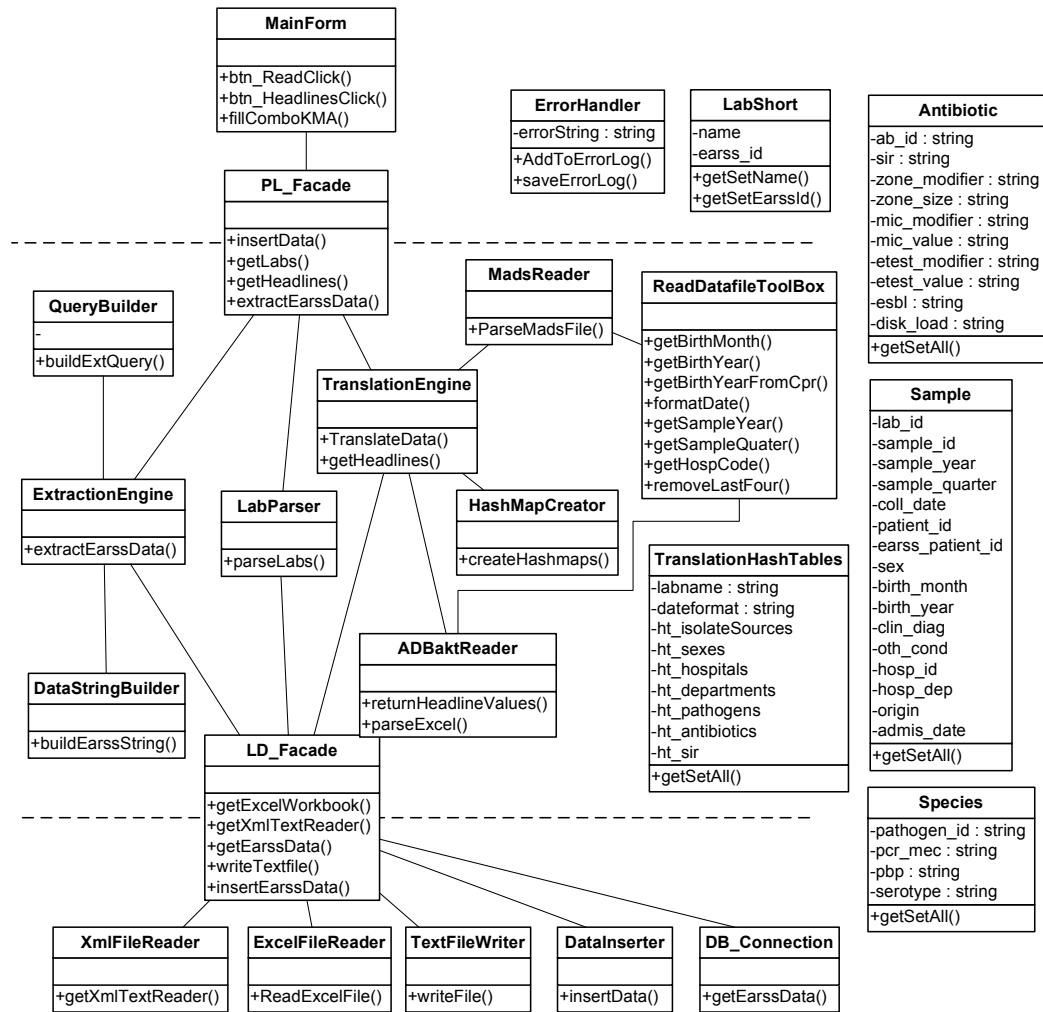 MainForm
+btn_ReadClick()
+btn_HeadlinesClick()
+fillComboKMA()
ErrorHandler
-errorString : string
+AddToErrorLog()
+saveErrorLog()
LabShort
-name
-earss_id
+getSetName()
+getSetEarssId()
Antibiotic
-ab_id : string
-sir : string
-zone_modifier : string
-zone_size : string
-mic_modifier : string
-mic_value : string
-etest_modifier : string
-etest_value : string
-esbl : string
-disk_load : string
+getSetAll()
PL_Facade
+insertData()
+getLabs()
+getHeadlines()
+extractEarssData()
QueryBuilder
-
+buildExtQuery()
MadsReader
+ParseMadsFile()
ReadDatafileToolBox
+getBirthMonth()
+getBirthYear()
+getBirthYearFromCpr()
+formatDate()
+getSampleYear()
+getSampleQuater()
+getHospCode()
+removeLastFour()
TranslationEngine
+TranslateData()
+getHeadlines()
Sample
-lab_id
-sample_id
-sample_year
-sample_quarter
-coll_date
-patient_id
-earss_patient_id
-sex
-birth_month
-birth_year
-clin_diag
-oth_cond
-hosp_id
-hosp_dep
-origin
-admis_date
+getSetAll()
ExtractionEngine
+extractEarssData()
LabParser
+parseLabs()
HashMapCreator
+createHashmaps()
TranslationHashTables
-labname : string
-dateformat : string
-ht_isolateSources
-ht_sexes
-ht_hospitals
-ht_departments
-ht_pathogens
-ht_antibiotics
-ht_sir
+getSetAll()
ADBaktReader
+returnHeadlineValues()
+parseExcel()
DataStringBuilder
+buildEarssString()
LD_Facade
+getExcelWorkbook()
+getXmlTextReader()
+getEarssData()
+writeTextfile()
+insertEarssData()
Species
-pathogen_id : string
-pcr_mec : string
-pbp : string
-serotype : string
+getSetAll()
XmlFileReader
+getXmlTextReader()
ExcelFileReader
+ReadExcelFile()
TextFileWriter
+writeFile()
DataInserter
+insertData()
DB_Connection
+getEarssData()